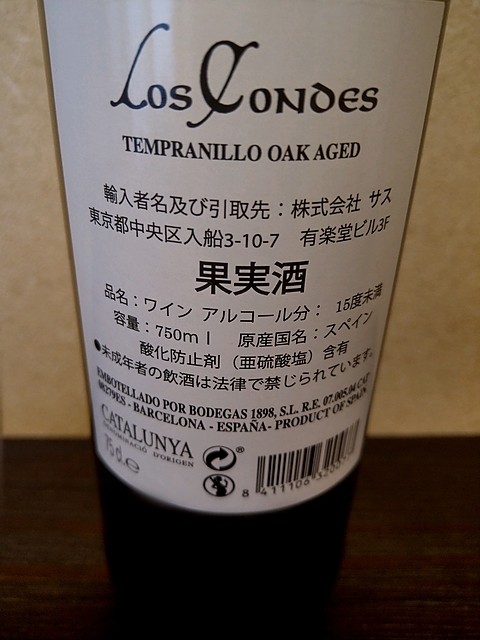 Los Condes
TEMPRANILLO OAK AGED
輸入者名及び引取先：株式会社 サス
東京都中央区入船3-10-7 有楽堂ビル3F
果実酒
品名：ワイン アルコール分： 15度未満
容量：750ml 原産国名：スペイン
酸化防止剤（亜硫酸塩）含有
●未成年者の飲酒は法律で禁じられています。
EMBOTELLADO POR BODEGAS 1898, S.L. R.E. 07.005.04 CAT
08279ES - BARCELONA - ESPAÑA- PRODUCT OF SPAIN
CATALUNYA
DENOMINACIÓ D'ORIGEN
75 cl. e
8 411106